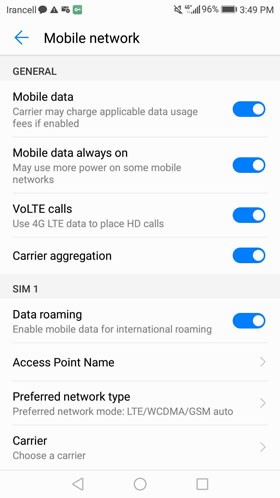 Irancell 4G 96% 3:49 PM
Mobile network
GENERAL
Mobile data
Carrier may charge applicable data usage
fees if enabled
Mobile data always on
May use more power on some mobile
networks
VoLTE calls
Use 4G LTE data to place HD calls
Carrier aggregation
SIM 1
Data roaming
Enable mobile data for international roaming
Access Point Name
Preferred network type
Preferred network mode: LTE/WCDMA/GSM auto
Carrier
Choose a carrier